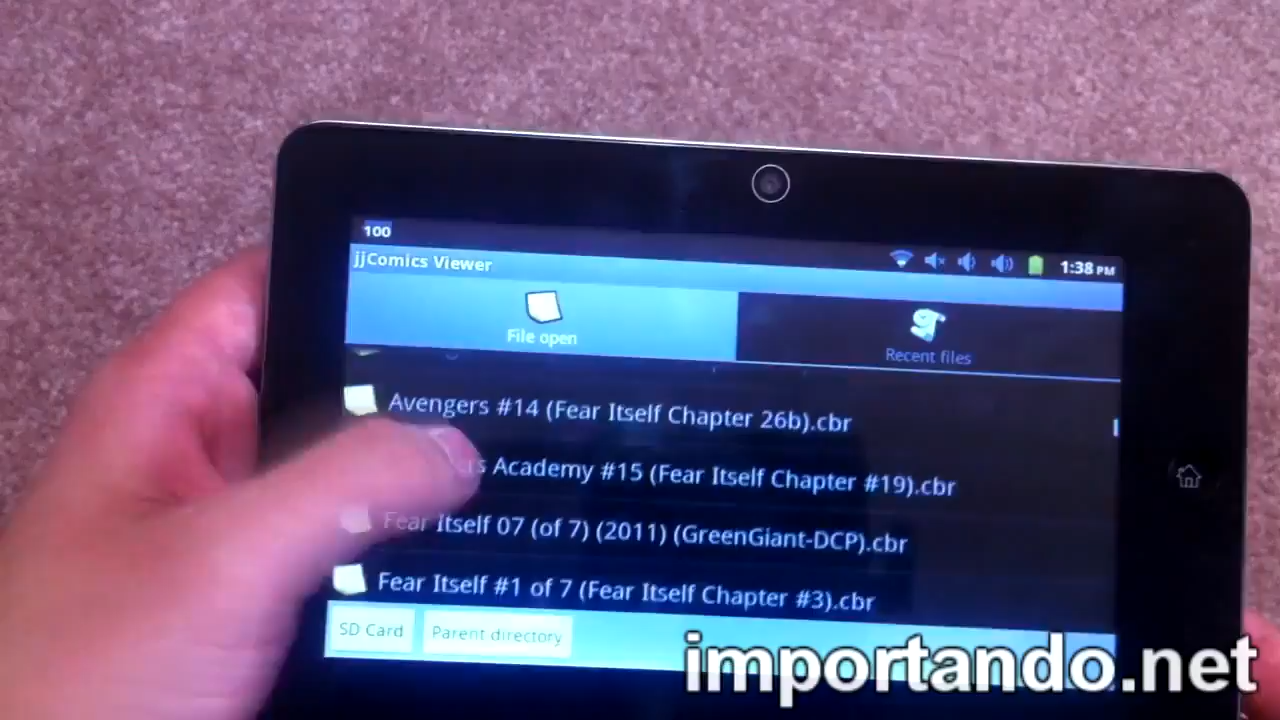 100
1:38 PM
jjComics Viewer
File open
Recent files
Avengers #14 (Fear Itself Chapter 26b).cbr
Academy #15 (Fear Itself Chapter #19).cbr
Fear Itself 07 (of 7) (2011) (GreenGiant-DCP).cbr
Fear Itself #1 of 7 (Fear Itself Chapter #3).cbr
SD Card
Parent directory
importando.net